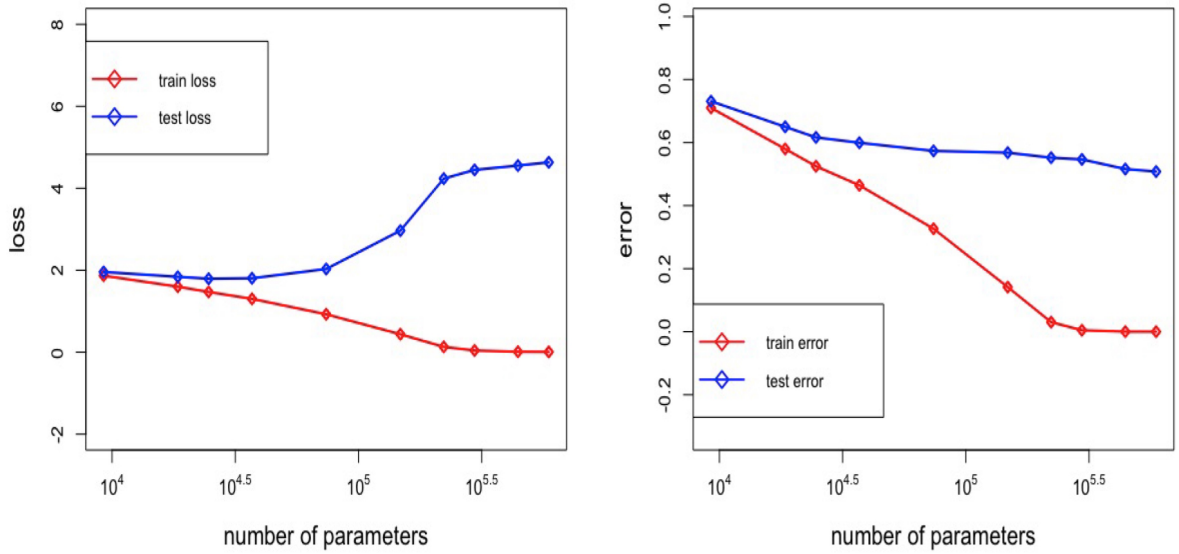 loss
8
6
4
2
0
-2
train loss
test loss
10^4
10^4.5
10^5
10^5.5
number of parameters
error
1.0
0.8
0.6
0.4
0.2
0.0
-0.2
train error
test error
10^4
10^4.5
10^5
10^5.5
number of parameters